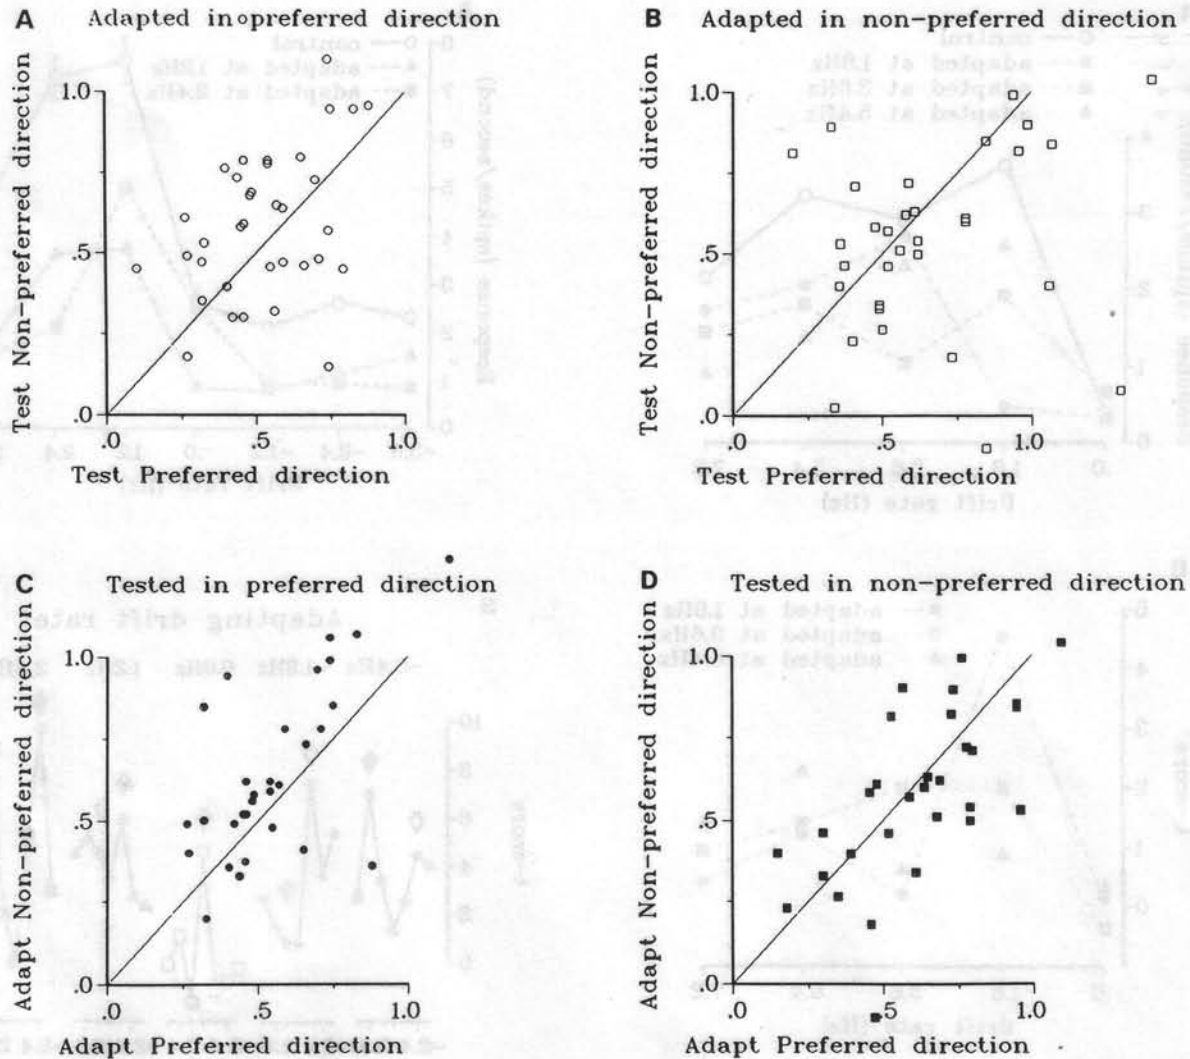 A Adapted in preferred direction
Test Non-preferred direction
1.0
.5
.0
.0 .5 1.0
Test Preferred direction
B Adapted in non-preferred direction
Test Non-preferred direction
1.0
.5
.0
.0 .5 1.0
Test Preferred direction
C Tested in preferred direction
Adapt Non-preferred direction
1.0
.5
.0
.0 .5 1.0
Adapt Preferred direction
D Tested in non-preferred direction
Adapt Non-preferred direction
1.0
.5
.0
.0 .5 1.0
Adapt Preferred direction